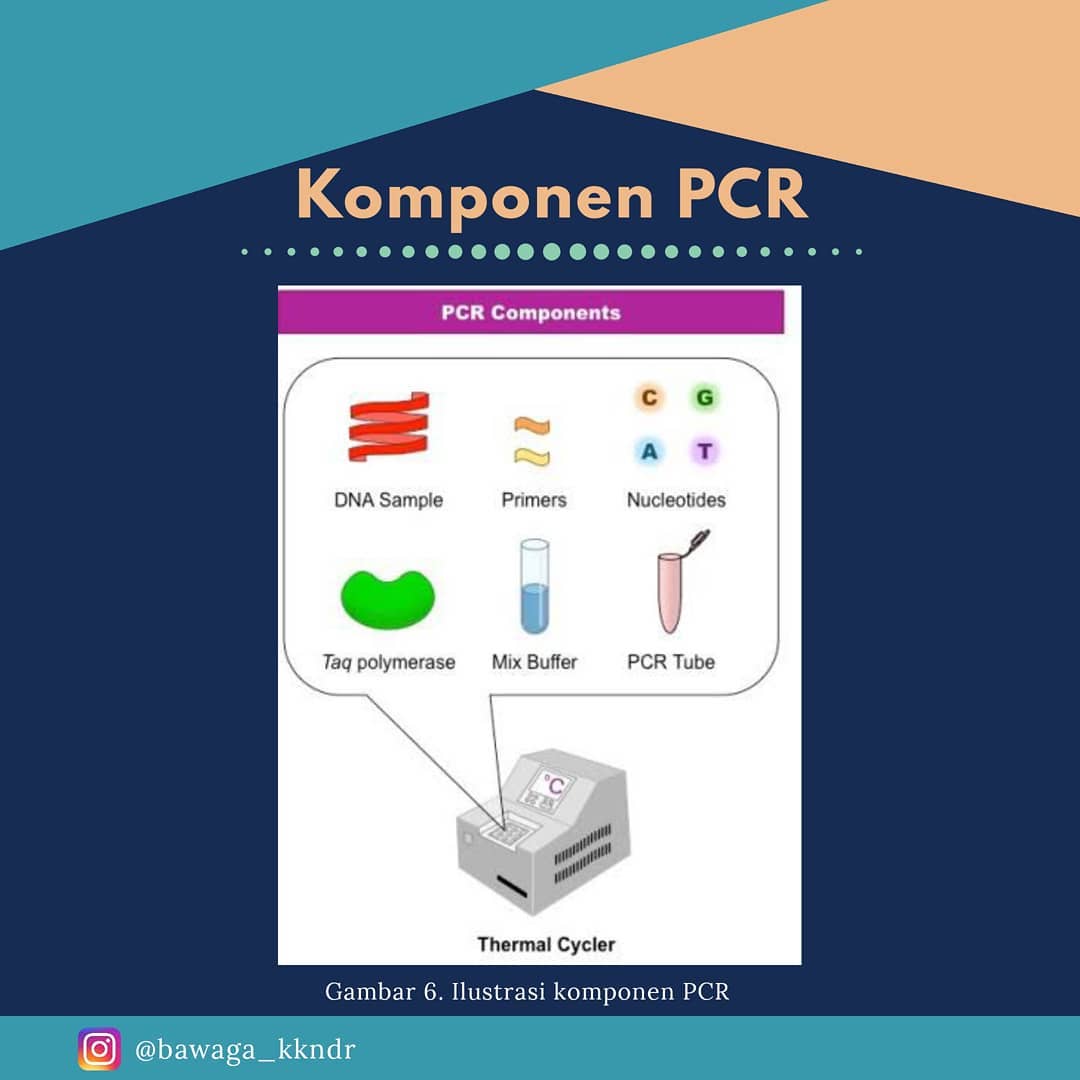 Komponen PCR
PCR Components
C G
A T
DNA Sample Primers Nucleotides
Taq polymerase Mix Buffer PCR Tube
°C
Thermal Cycler
Gambar 6. Ilustrasi komponen PCR
@bawaga_kkndr